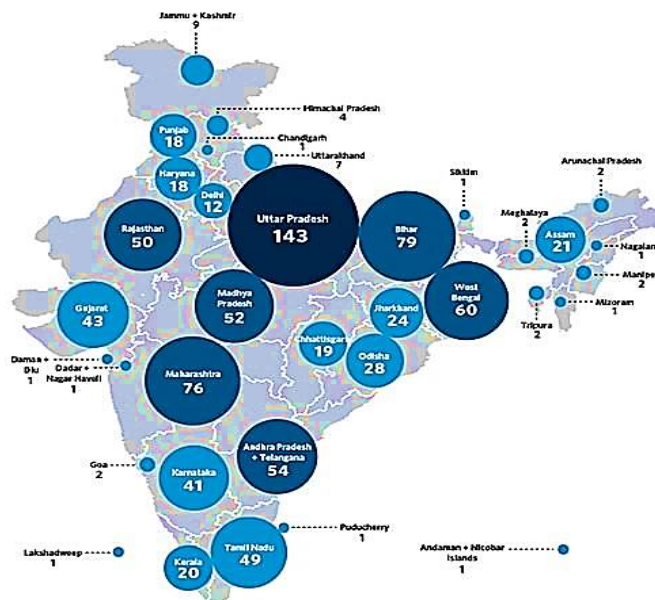 Jammu + Kashmir
9
Himachal Pradesh
4
Punjab
18
Chandigarh
1
Uttarakhand
7
Haryana
18
Delhi
12
Sikkim
1
Arunachal Pradesh
2
Uttar Pradesh
143
Bihar
79
Meghalaya
2
Assam
21
Nagalan
1
Rajasthan
50
Manipu
2
Madhya
Pradesh
52
West
Bengal
60
Gujarat
43
Jharkhand
24
Mizoram
1
Tripura
2
Chhattisgarh
19
Odisha
28
Daman +
Diu
1
Dadar +
Nagar Haveli
1
Maharashtra
76
Andhra Pradesh
+ Telangana
54
Goa
2
Karnataka
41
Puducherry
1
Lakshadweep
1
Tamil Nadu
49
Kerala
20
Andaman + Nicobar
Islands
1